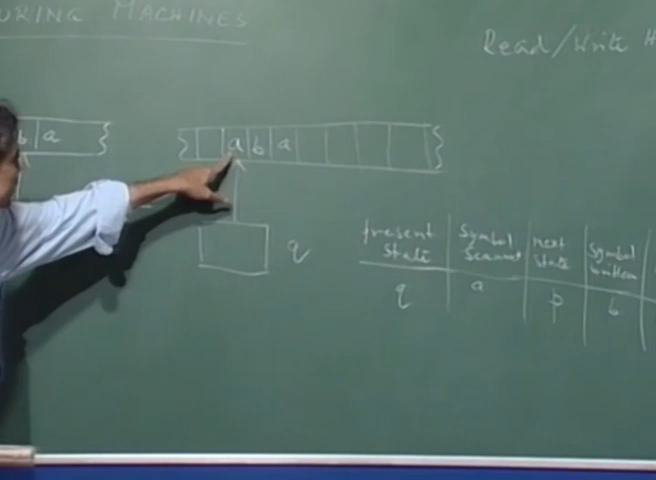 URING MACHINES
Read/Write H
b a
a b a
q
present state symbol scanned next state symbol written
q a p b